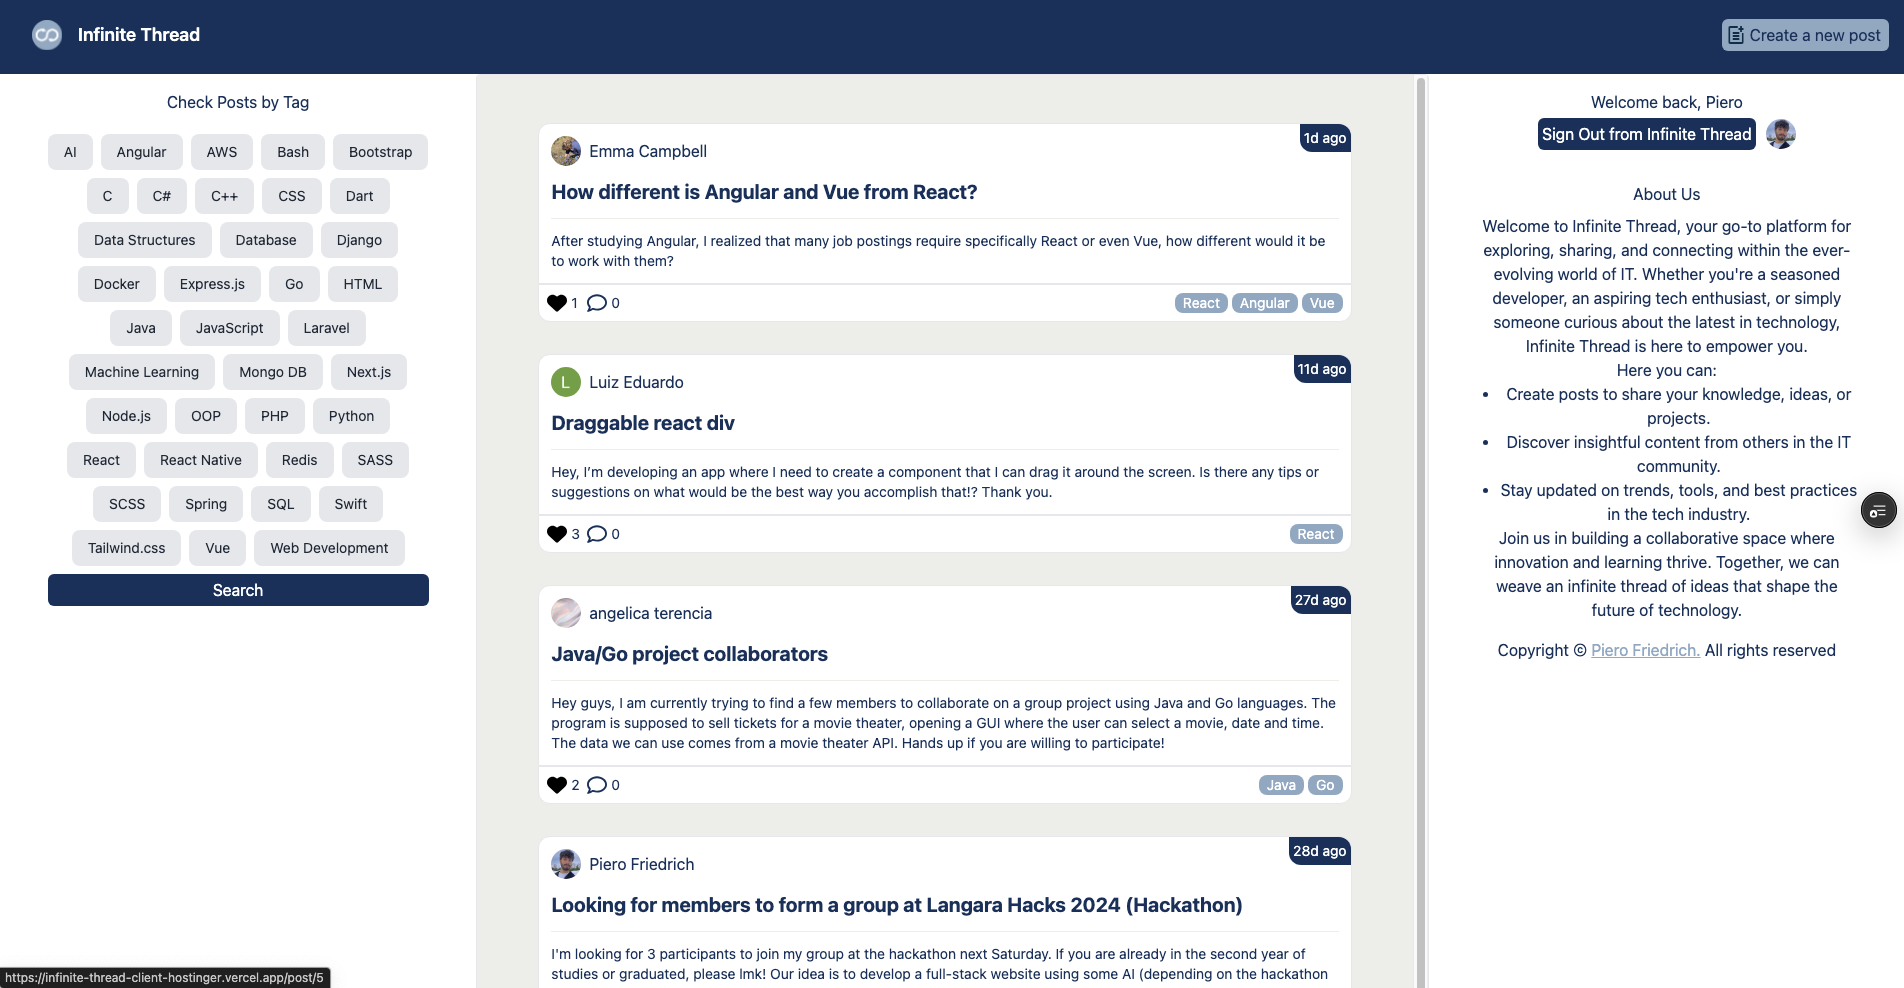 Infinite Thread
Create a new post
Check Posts by Tag
AI Angular AWS Bash Bootstrap
C C# C++ CSS Dart
Data Structures Database Django
Docker Express.js Go HTML
Java JavaScript Laravel
Machine Learning Mongo DB Next.js
Node.js OOP PHP Python
React React Native Redis SASS
SCSS Spring SQL Swift
Tailwind.css Vue Web Development
Search
Emma Campbell
1d ago
How different is Angular and Vue from React?
After studying Angular, I realized that many job postings require specifically React or even Vue, how different would it be
to work with them?
1 0 React Angular Vue
L Luiz Eduardo
11d ago
Draggable react div
Hey, I'm developing an app where I need to create a component that I can drag it around the screen. Is there any tips or
suggestions on what would be the best way you accomplish that!? Thank you.
3 0 React
angelica terencia
27d ago
Java/Go project collaborators
Hey guys, I am currently trying to find a few members to collaborate on a group project using Java and Go languages. The
program is supposed to sell tickets for a movie theater, opening a GUI where the user can select a movie, date and time.
The data we can use comes from a movie theater API. Hands up if you are willing to participate!
2 0 Java Go
Piero Friedrich
28d ago
Looking for members to form a group at Langara Hacks 2024 (Hackathon)
I'm looking for 3 participants to join my group at the hackathon next Saturday. If you are already in the second year of
studies or graduated, please lmk! Our idea is to develop a full-stack website using some AI (depending on the hackathon
Welcome back, Piero
Sign Out from Infinite Thread
About Us
Welcome to Infinite Thread, your go-to platform for
exploring, sharing, and connecting within the ever-
evolving world of IT. Whether you're a seasoned
developer, an aspiring tech enthusiast, or simply
someone curious about the latest in technology,
Infinite Thread is here to empower you.
Here you can:
• Create posts to share your knowledge, ideas, or
projects.
• Discover insightful content from others in the IT
community.
• Stay updated on trends, tools, and best practices
in the tech industry.
Join us in building a collaborative space where
innovation and learning thrive. Together, we can
weave an infinite thread of ideas that shape the
future of technology.
Copyright © Piero Friedrich. All rights reserved
https://infinite-thread-client-hostinger.vercel.app/post/5